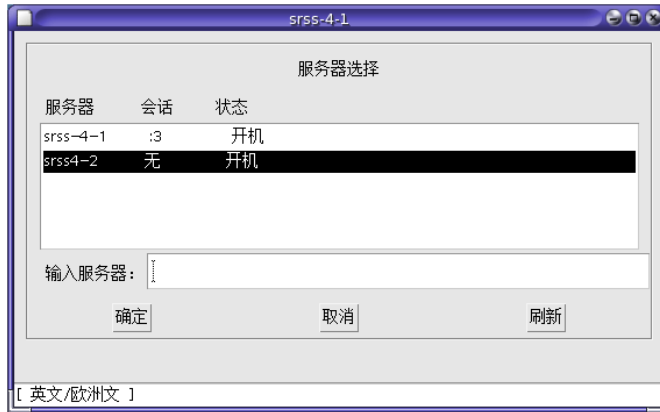 srss-4-1
服务器选择
服务器 会话 状态
srss-4-1 :3 开机
srss4-2 无 开机
输入服务器:
确定 取消 刷新
[ 英文/欧洲文 ]